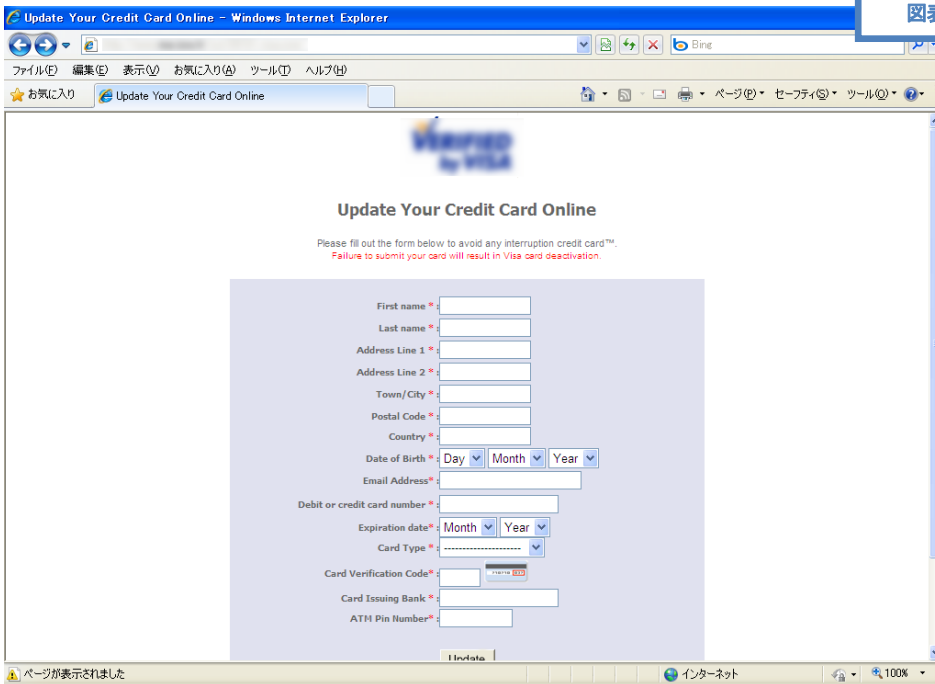 Update Your Credit Card Online - Windows Internet Explorer
図表
Bing
ファイル(F) 編集(E) 表示(V) お気に入り(A) ツール(T) ヘルプ(H)
お気に入り Update Your Credit Card Online ページ(P) セーフティ(S) ツール(O)
VERIFIED
by VISA
Update Your Credit Card Online
Please fill out the form below to avoid any interruption credit card™.
Failure to submit your card will result in Visa card deactivation.
First name * :
Last name * :
Address Line 1 * :
Address Line 2 * :
Town/City * :
Postal Code * :
Country * :
Date of Birth * : Day Month Year
Email Address* :
Debit or credit card number * :
Expiration date* : Month Year
Card Type * : --------------------
Card Verification Code* :
Card Issuing Bank * :
ATM Pin Number* :
Update
ページが表示されました インターネット 100%